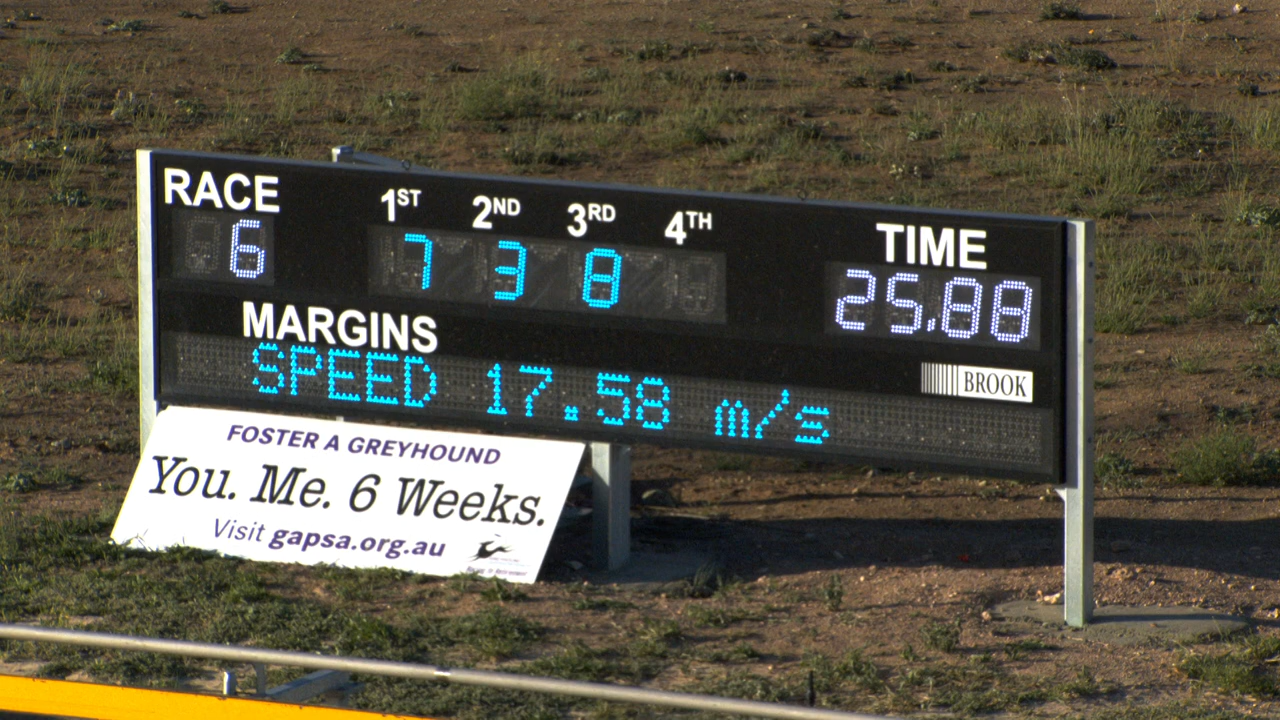 RACE 1ST 2ND 3RD 4TH TIME
6 7 3 8 25.88
MARGINS
SPEED 17.58 m/s
BROOK
FOSTER A GREYHOUND
You. Me. 6 Weeks.
Visit gapsa.org.au